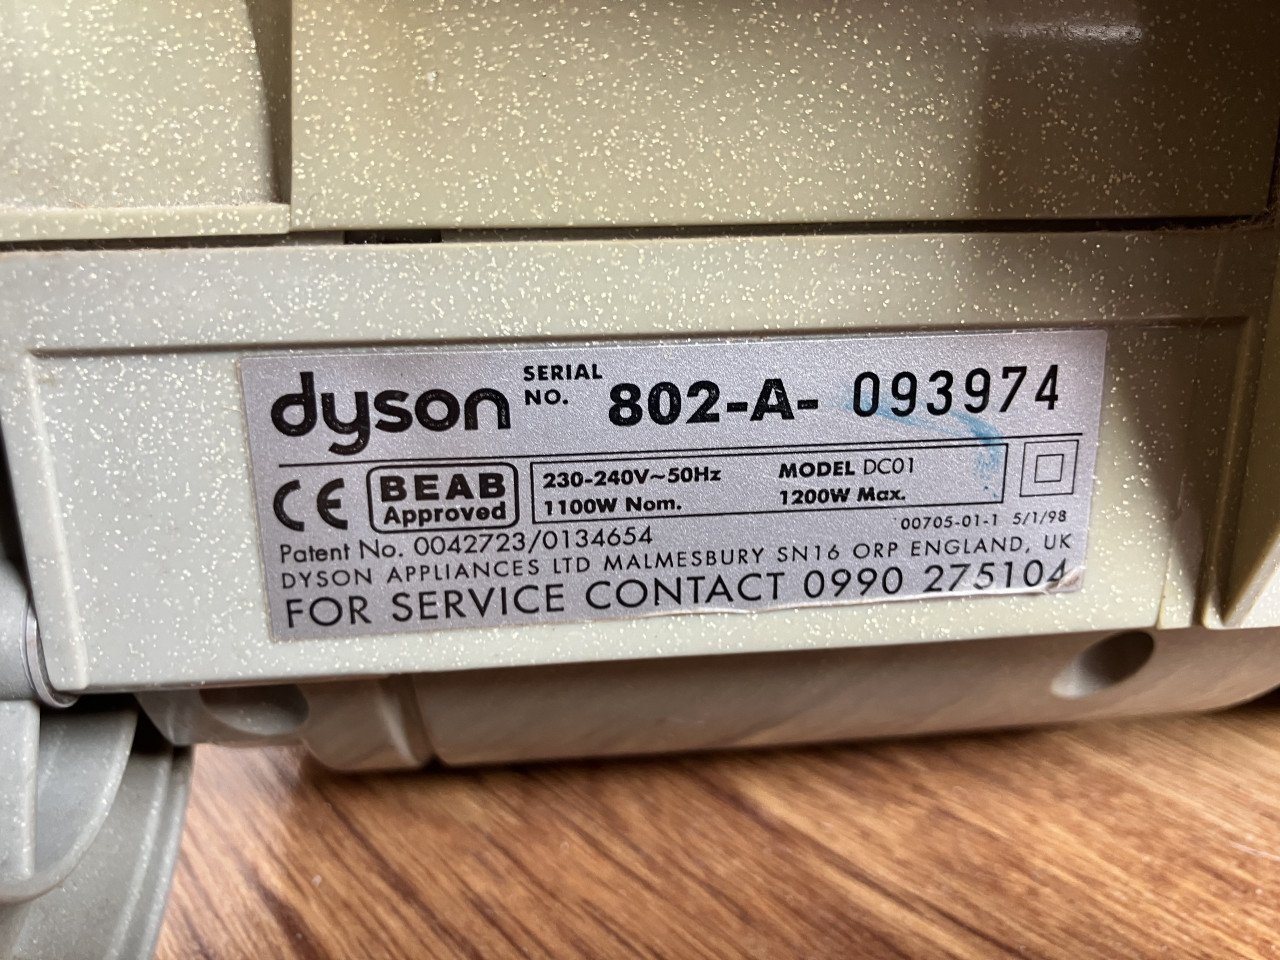 dyson SERIAL NO. 802-A- 093974
CE BEAB Approved
230-240V~50Hz MODEL DC01
1100W Nom. 1200W Max.
00705-01-1 5/1/98
Patent No. 0042723/0134654
DYSON APPLIANCES LTD MALMESBURY SN16 ORP ENGLAND, UK
FOR SERVICE CONTACT 0990 275104